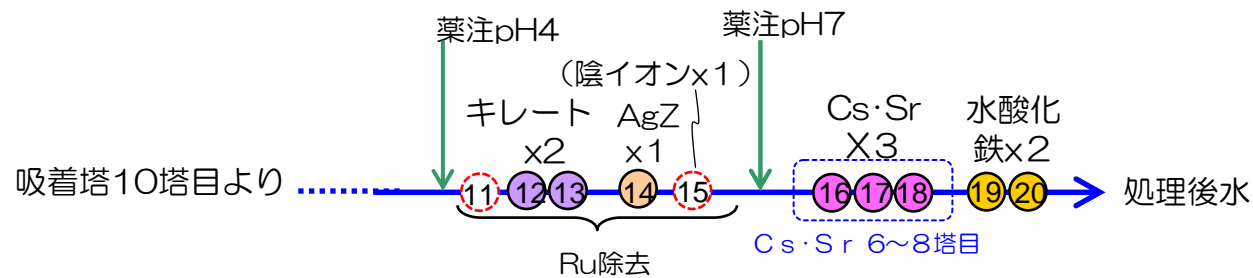 薬注pH4
薬注pH7
（陰イオンx１）
キレート
x2
AgZ
x1
Cs·Sr
X3
水酸化
鉄x2
吸着塔10塔目より
11
12
13
14
15
16
17
18
19
20
処理後水
Ru除去
Ｃｓ·Ｓｒ ６～８塔目